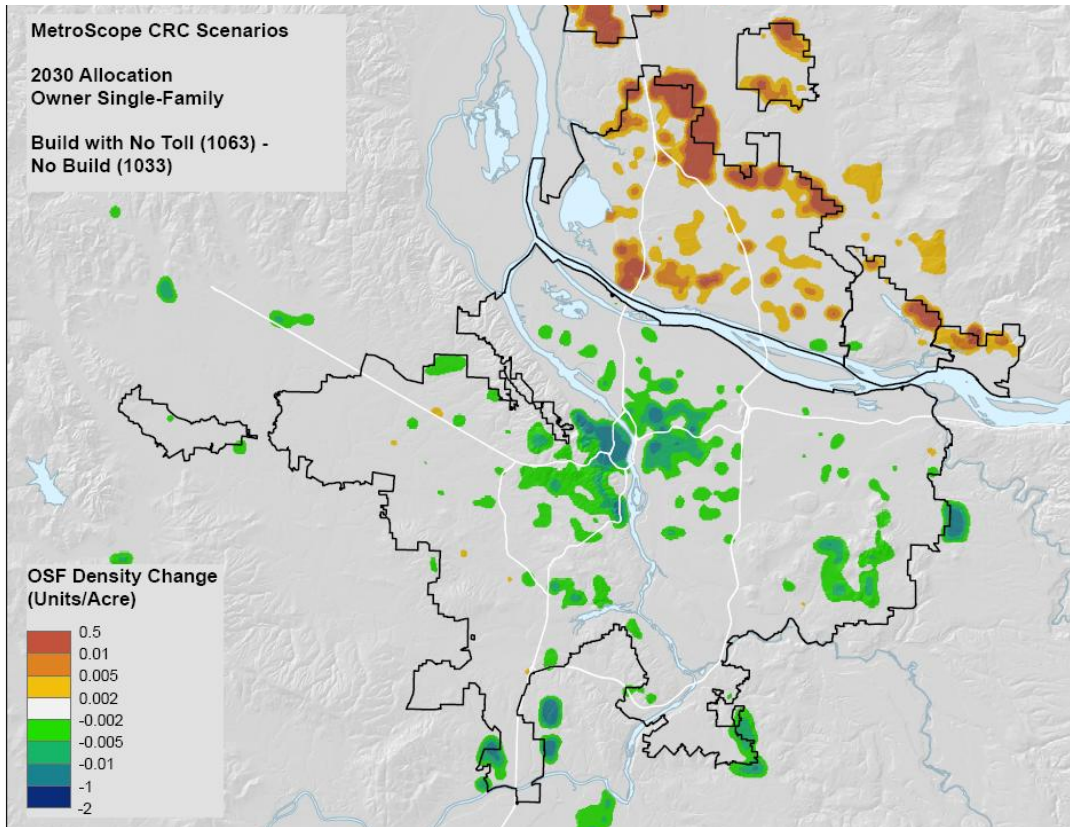 MetroScope CRC Scenarios
2030 Allocation
Owner Single-Family
Build with No Toll (1063) -
No Build (1033)
OSF Density Change
(Units/Acre)
0.5
0.01
0.005
0.002
-0.002
-0.005
-0.01
-1
-2